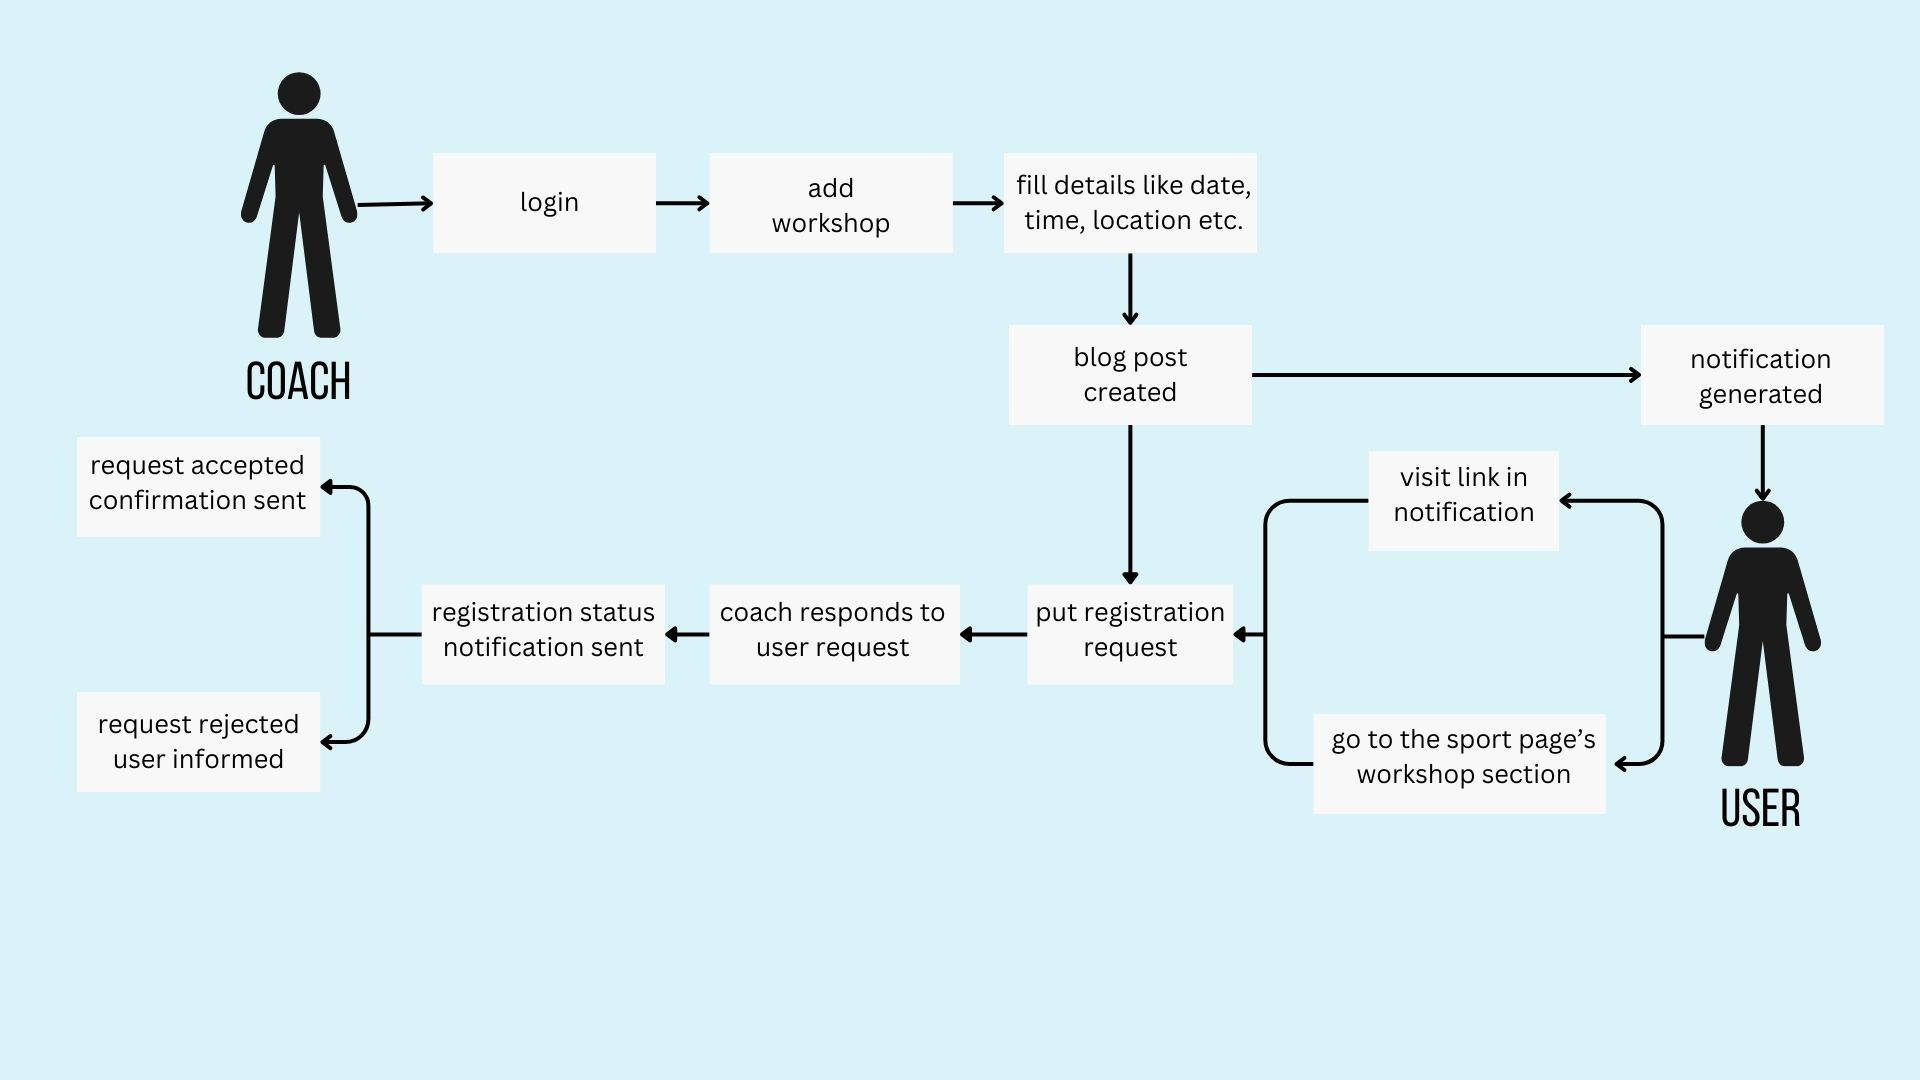 login
add
workshop
fill details like date,
time, location etc.
COACH
blog post
created
notification
generated
request accepted
confirmation sent
visit link in
notification
registration status
notification sent
coach responds to
user request
put registration
request
request rejected
user informed
go to the sport page’s
workshop section
USER